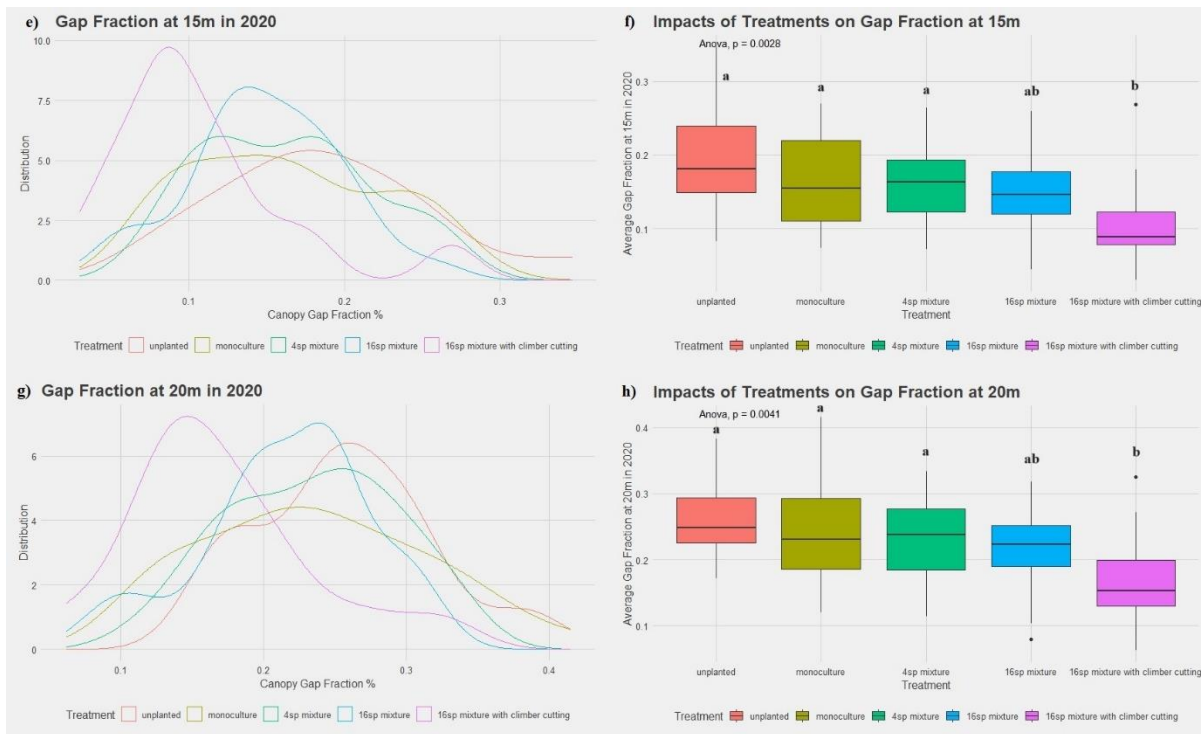 e) Gap Fraction at 15m in 2020
10.0
7.5
5.0
2.5
0.0
Distribution
0.1 0.2 0.3
Canopy Gap Fraction %
Treatment unplanted monoculture 4sp mixture 16sp mixture 16sp mixture with climber cutting
f) Impacts of Treatments on Gap Fraction at 15m
Anova, p = 0.0028
a a a ab b
0.3
0.2
0.1
Average Gap Fraction at 15m in 2020
unplanted monoculture 4sp mixture 16sp mixture 16sp mixture with climber cutting
Treatment
Treatment unplanted monoculture 4sp mixture 16sp mixture 16sp mixture with climber cutting
g) Gap Fraction at 20m in 2020
6
4
2
0
Distribution
0.1 0.2 0.3 0.4
Canopy Gap Fraction %
Treatment unplanted monoculture 4sp mixture 16sp mixture 16sp mixture with climber cutting
h) Impacts of Treatments on Gap Fraction at 20m
Anova, p = 0.0041
a a a ab b
0.4
0.3
0.2
0.1
Average Gap Fraction at 20m in 2020
unplanted monoculture 4sp mixture 16sp mixture 16sp mixture with climber cutting
Treatment
Treatment unplanted monoculture 4sp mixture 16sp mixture 16sp mixture with climber cutting